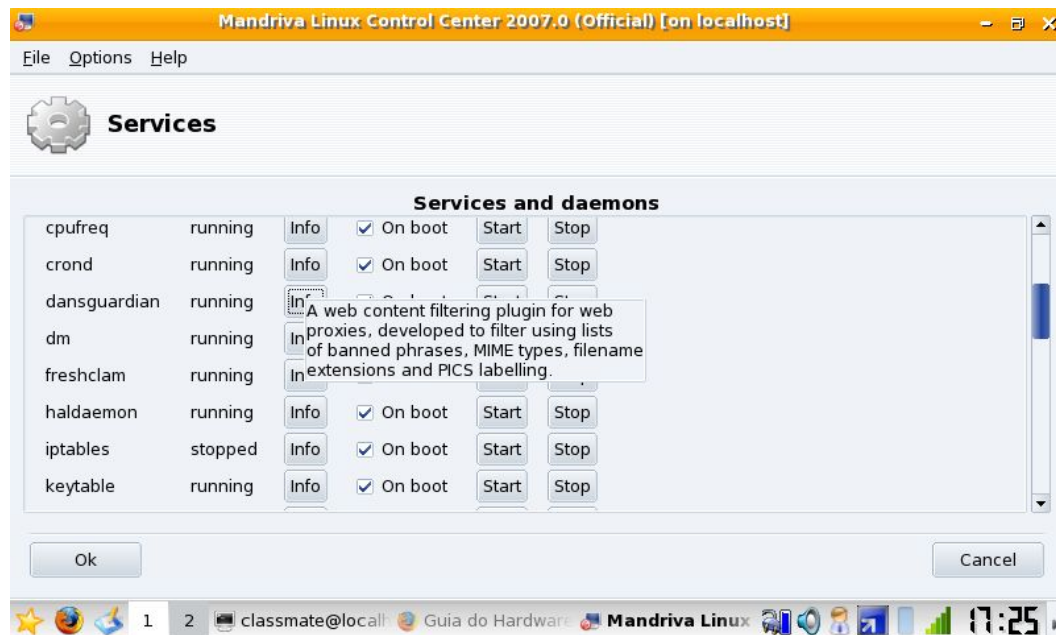 Mandriva Linux Control Center 2007.0 (Official) [on localhost]
File Options Help
Services
Services and daemons
cpufreq running Info On boot Start Stop
crond running Info On boot Start Stop
dansguardian running
A web content filtering plugin for web
proxies, developed to filter using lists
of banned phrases, MIME types, filename
extensions and PICS labelling.
dm running
freshclam running
haldaemon running Info On boot Start Stop
iptables stopped Info On boot Start Stop
keytable running Info On boot Start Stop
Ok Cancel
1 2 classmate@local Guia do Hardware Mandriva Linux 17:25